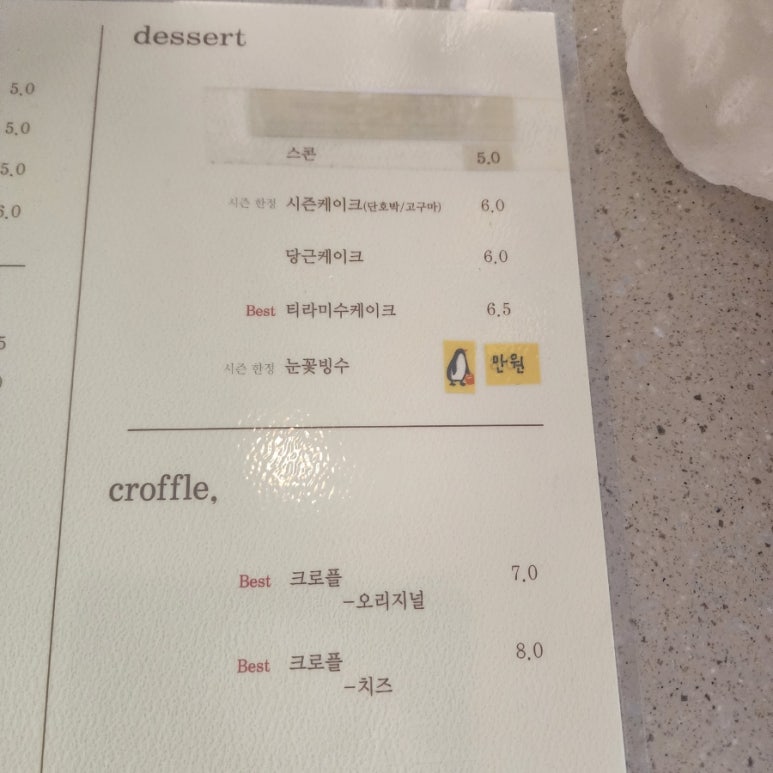 5.0
5.0
5.0
6.0
dessert
스콘 5.0
시즌 한정 시즌케이크(단호박/고구마) 6.0
당근케이크 6.0
Best 티라미수케이크 6.5
시즌 한정 눈꽃빙수 만원
croffle,
Best 크로플 7.0
-오리지널
Best 크로플 8.0
-치즈